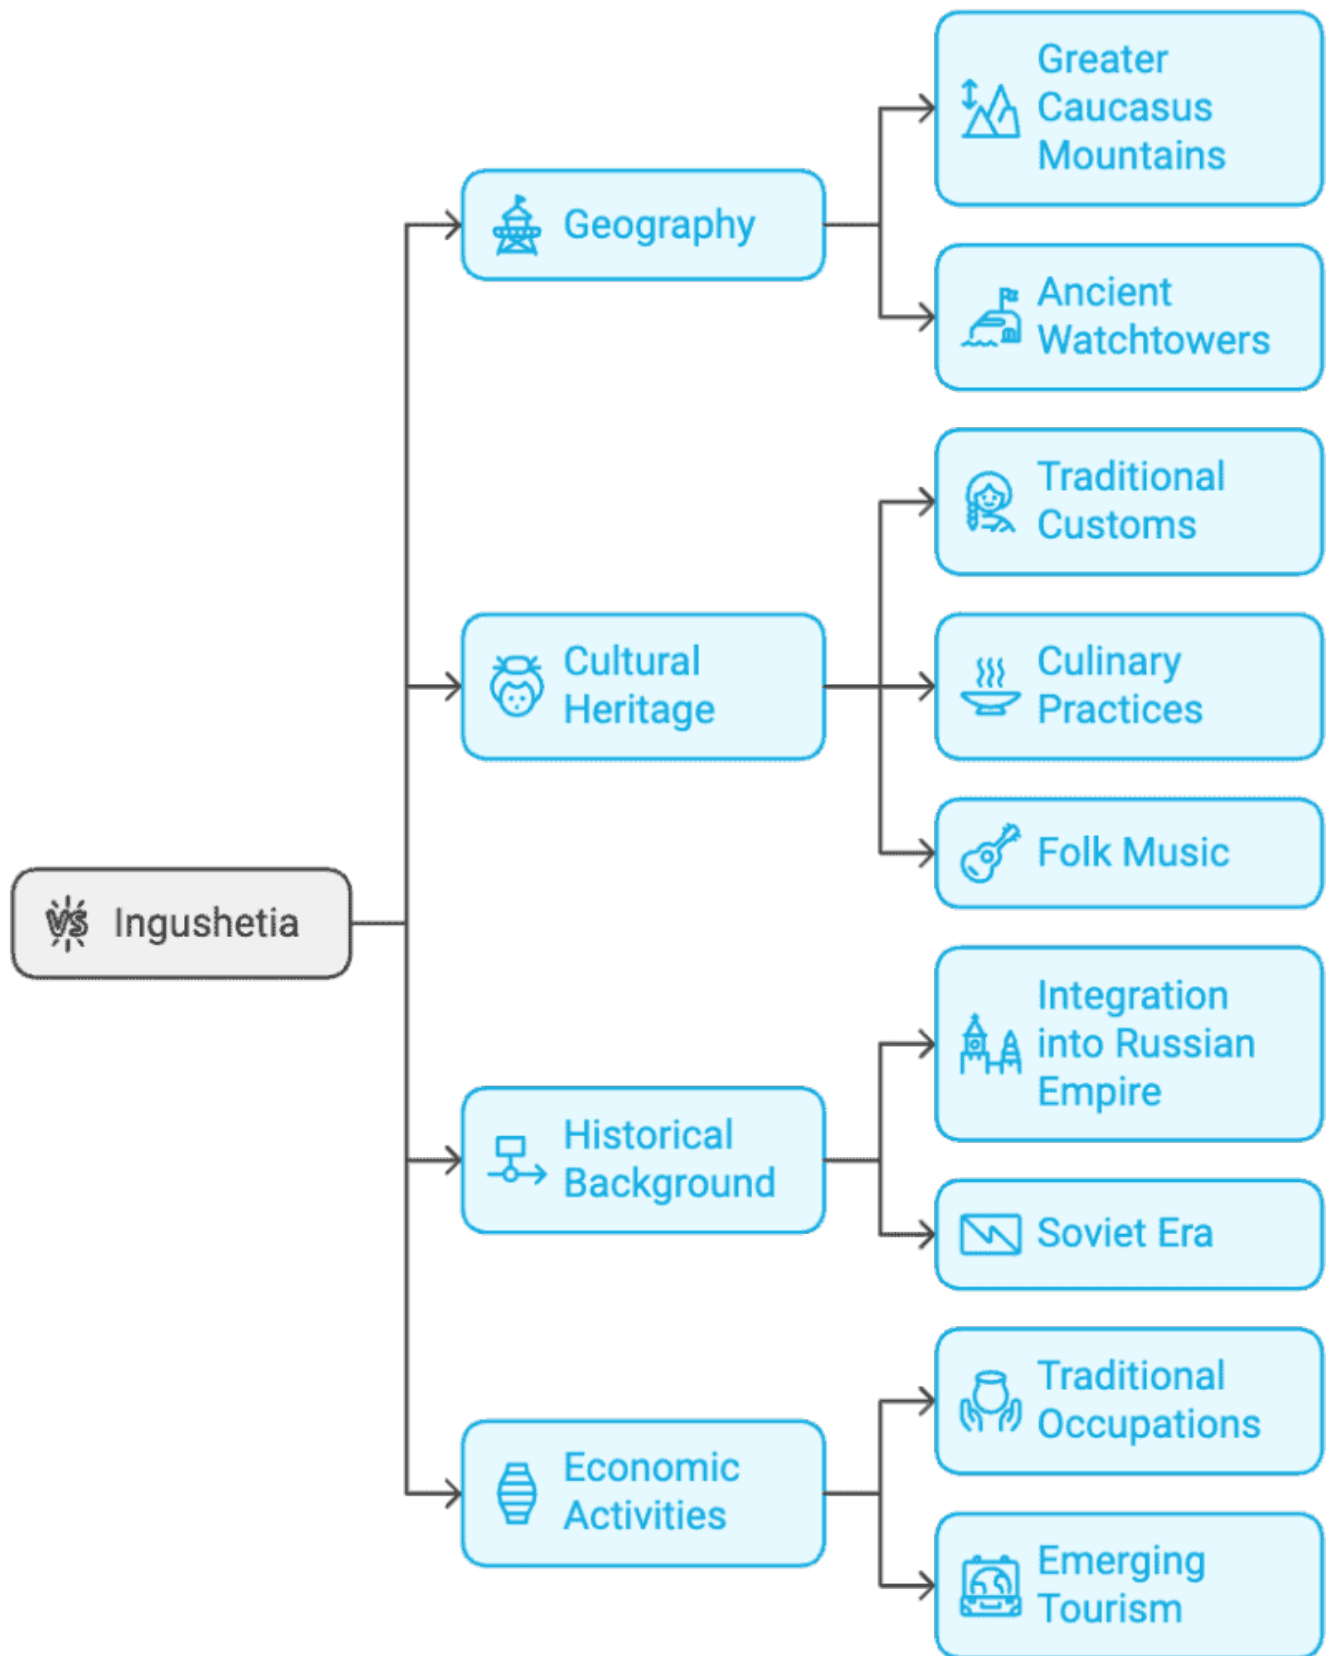 Greater
Caucasus
Mountains
Geography
Ancient
Watchtowers
Traditional
Customs
Cultural
Heritage
Culinary
Practices
Folk Music
VS
Ingushetia
Integration
into Russian
Empire
Historical
Background
Soviet Era
Traditional
Occupations
Economic
Activities
Emerging
Tourism